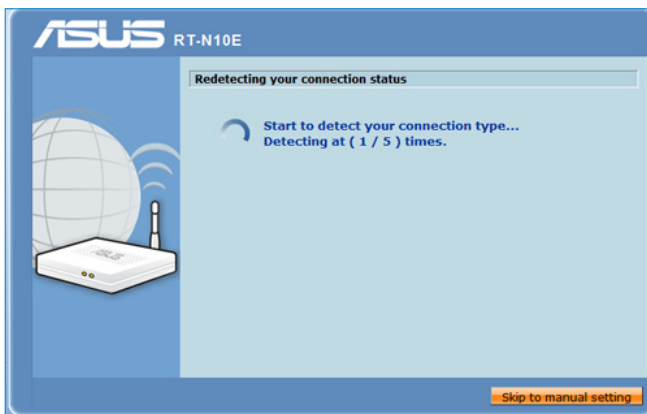 ASUS RT-N10E
Redetecting your connection status
Start to detect your connection type...
Detecting at ( 1 / 5 ) times.
ASUS
Skip to manual setting